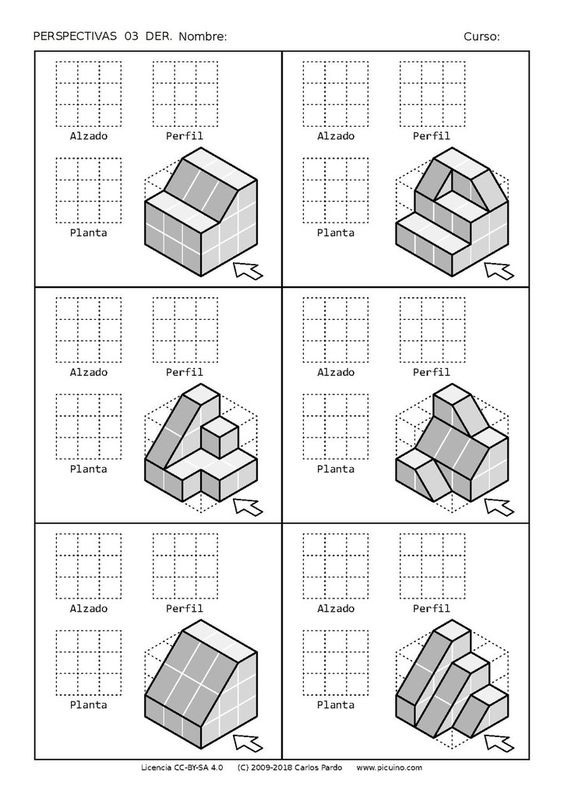 PERSPECTIVAS 03 DER. Nombre: Curso:
Alzado Perfil
Planta
Alzado Perfil
Planta
Alzado Perfil
Planta
Alzado Perfil
Planta
Alzado Perfil
Planta
Alzado Perfil
Planta
Licencia CC-BY-SA 4.0 (C) 2009-2018 Carlos Pardo www.picuino.com